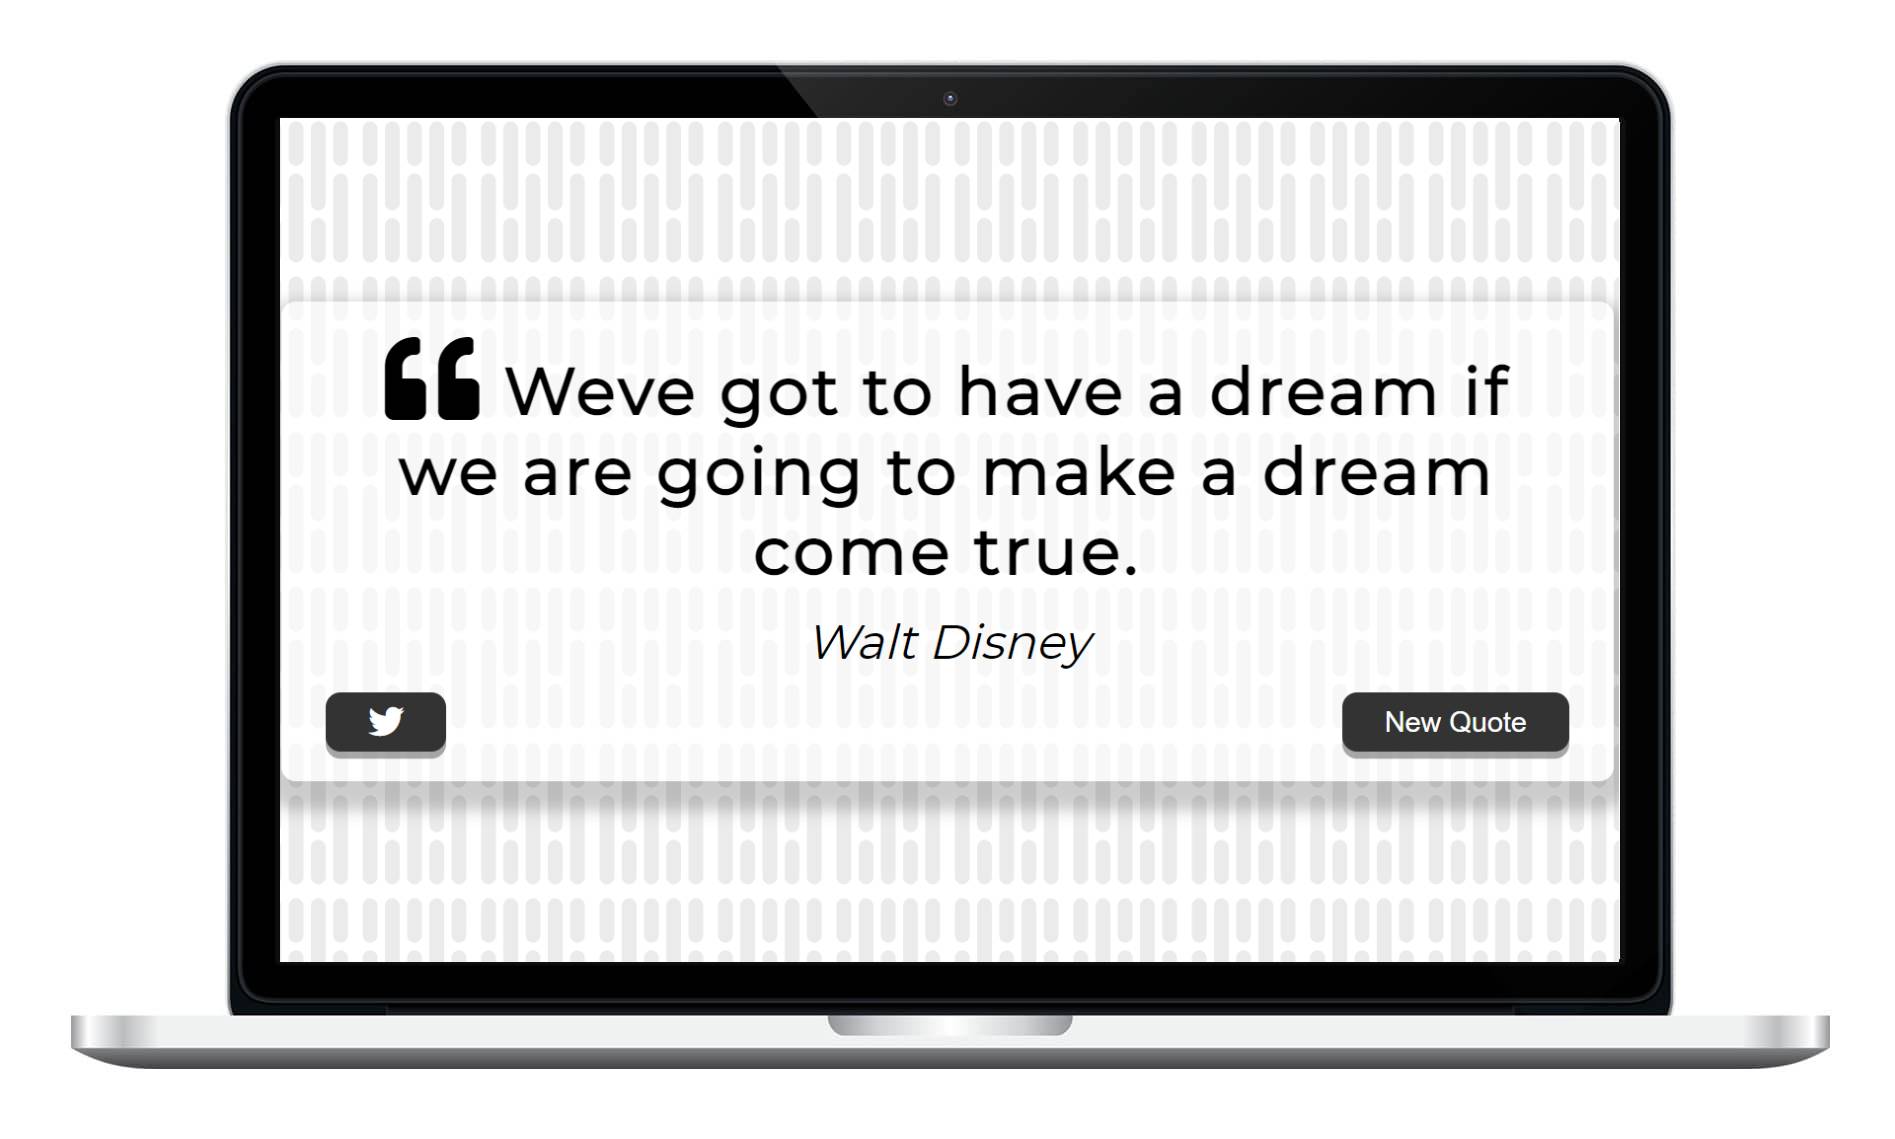 “ Weve got to have a dream if
we are going to make a dream
come true.
Walt Disney
New Quote